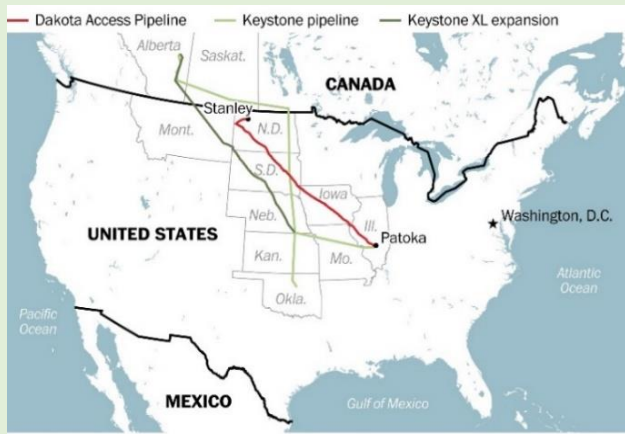 Dakota Access Pipeline Keystone pipeline Keystone XL expansion
Alberta
Saskat.
CANADA
Stanley
Mont.
N.D.
S.D.
Iowa
Neb.
Ill.
Washington, D.C.
UNITED STATES
Patoka
Kan.
Mo.
Atlantic
Ocean
Okla.
Pacific
Ocean
MEXICO
Gulf of Mexico